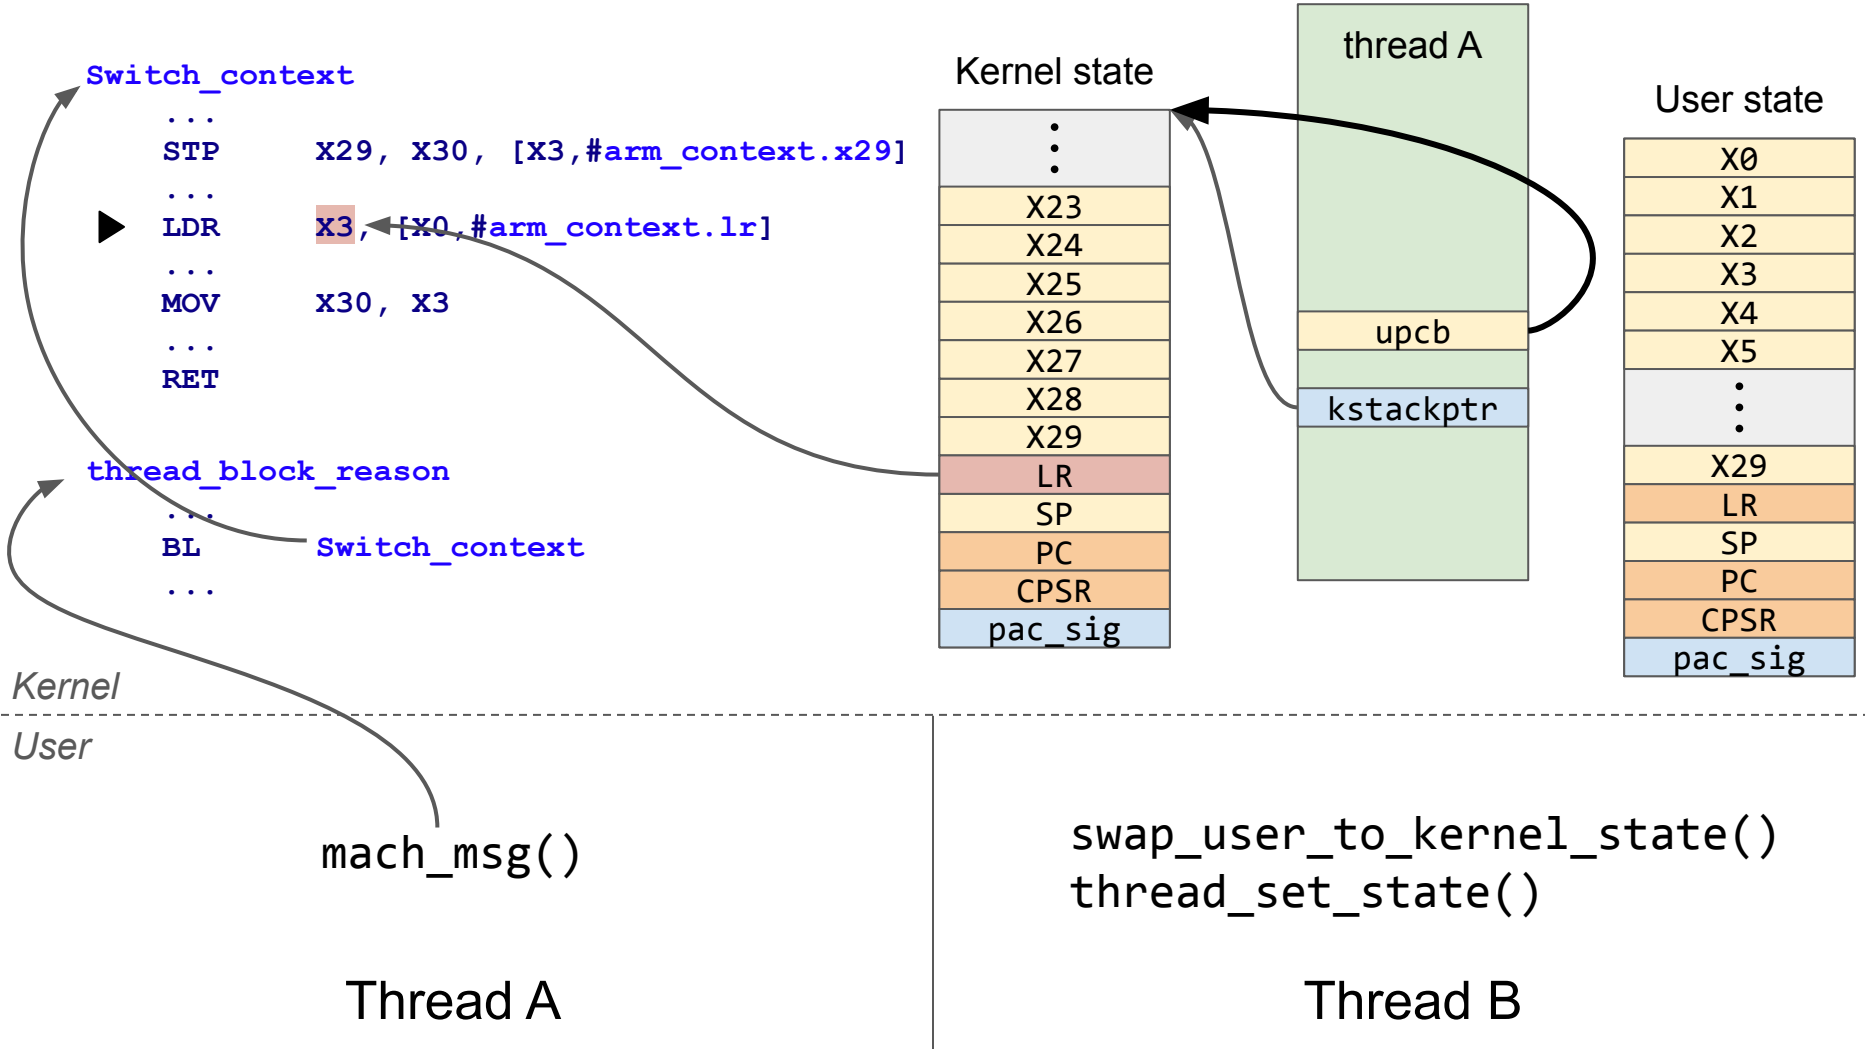 Switch_context
...
STP X29, X30, [X3,#arm_context.x29]
...
LDR X3, [X0,#arm_context.lr]
...
MOV X30, X3
...
RET
thread_block_reason
...
BL Switch_context
...
Kernel state
X23
X24
X25
X26
X27
X28
X29
LR
SP
PC
CPSR
pac_sig
thread A
upcb
kstackptr
User state
X0
X1
X2
X3
X4
X5
X29
LR
SP
PC
CPSR
pac_sig
Kernel
User
mach_msg()
Thread A
swap_user_to_kernel_state()
thread_set_state()
Thread B